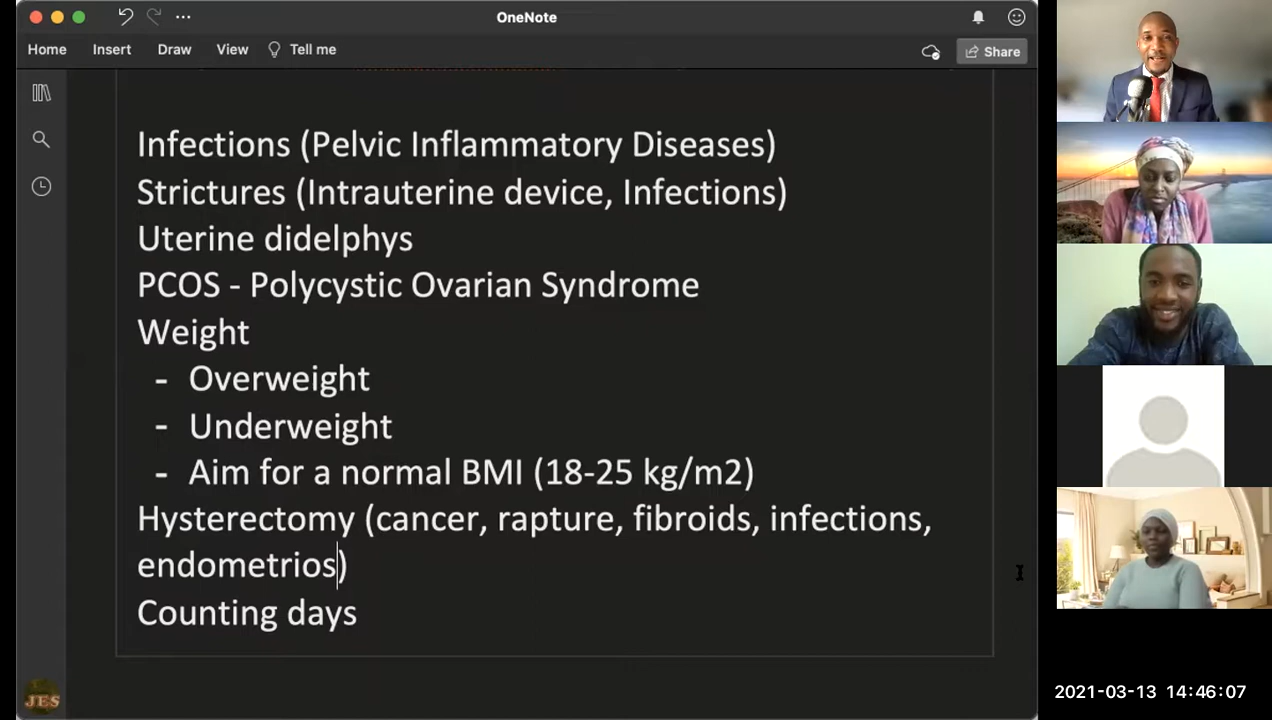 OneNote
Home Insert Draw View Tell me Share
Infections (Pelvic Inflammatory Diseases)
Strictures (Intrauterine device, Infections)
Uterine didelphys
PCOS - Polycystic Ovarian Syndrome
Weight
- Overweight
- Underweight
- Aim for a normal BMI (18-25 kg/m2)
Hysterectomy (cancer, rapture, fibroids, infections,
endometrios)
Counting days
JES
2021-03-13 14:46:07